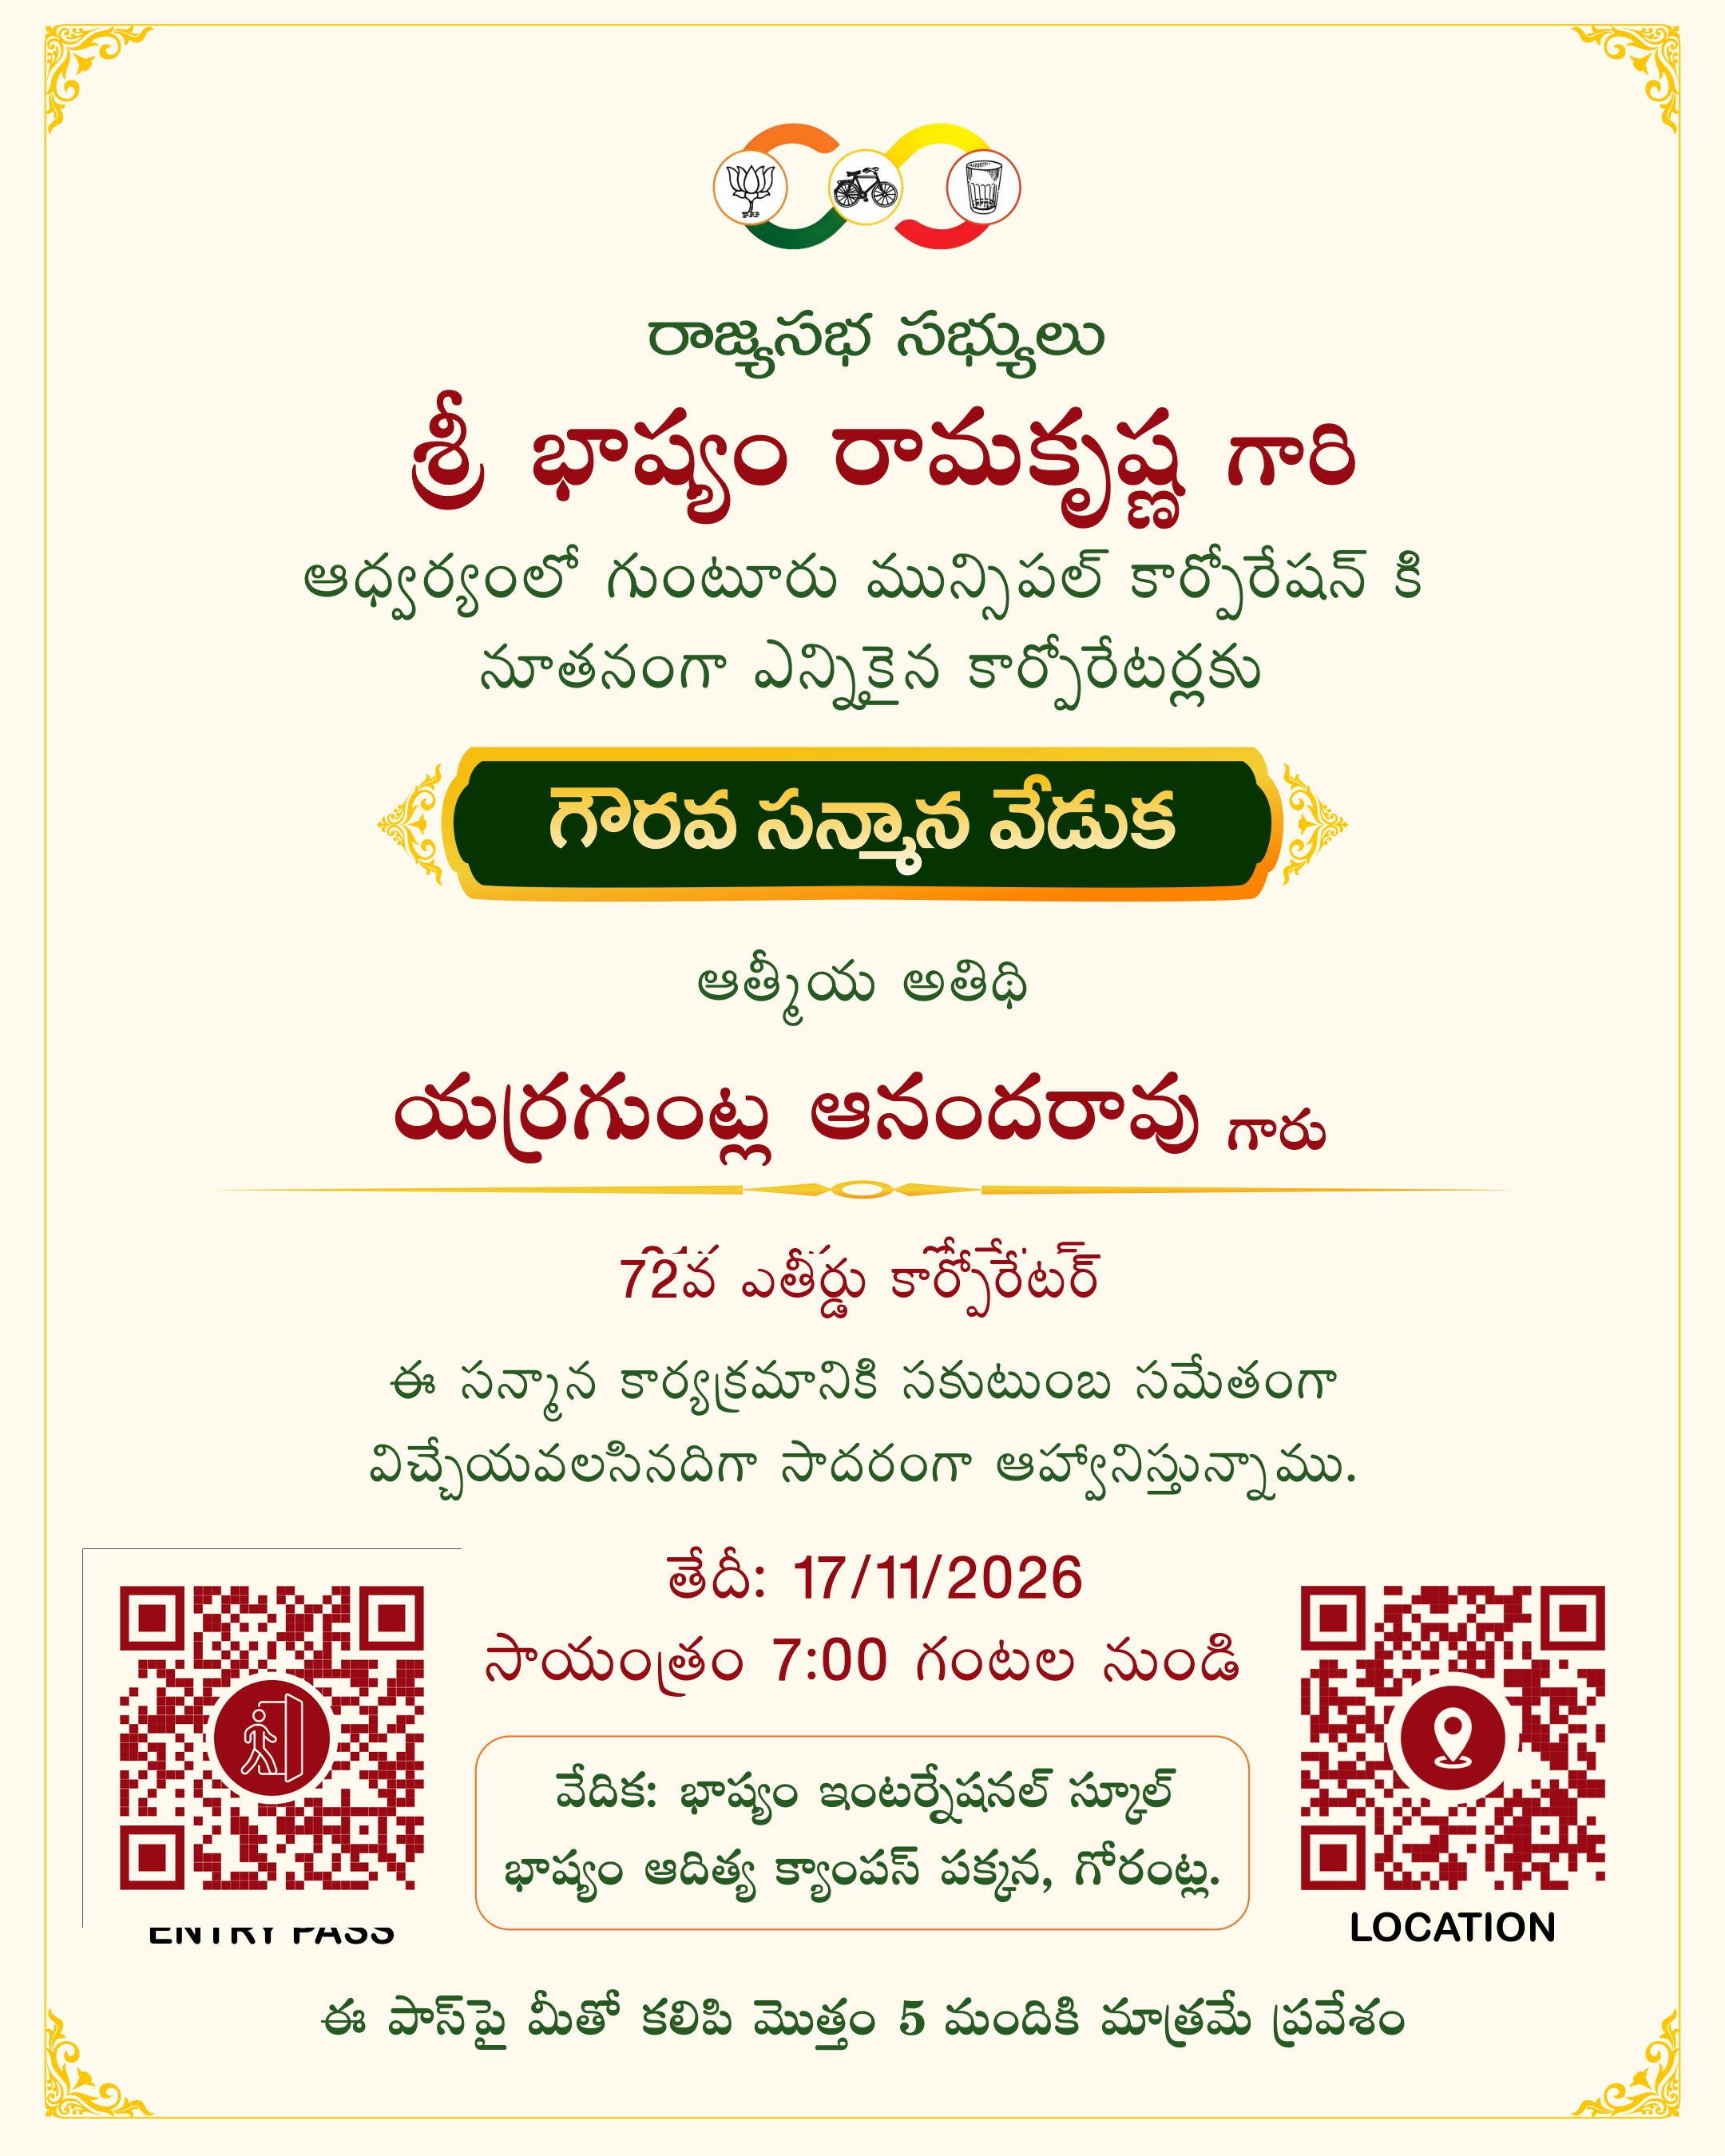 రాజ్యసభ సభ్యులు
శ్రీ భాష్యం రామకృష్ణ గారి
ఆధ్వర్యంలో గుంటూరు మున్సిపల్ కార్పోరేషన్ కి
నూతనంగా ఎన్నికైన కార్పోరేటర్లకు
గౌరవ సన్మాన వేడుక
ఆత్మీయ అతిథి
యర్రగుంట్ల ఆనందరావు గారు
72వ కార్పోరేటర్
ఈ సన్మాన కార్యక్రమానికి సకుటుంబ సమేతంగా
విచ్చేయవలసినదిగా సాదరంగా ఆహ్వానిస్తున్నాము.
తేదీ: 17/11/2026
సాయంత్రం 7:00 గంటల నుండి
వేదిక: భాష్యం ఇంటర్నేషనల్ స్కూల్
భాష్యం ఆదిత్య క్యాంపస్ పక్కన, గోరంట్ల.
ENTRY PASS
LOCATION
ఈ పాస్‌పై మీతో కలిపి మొత్తం 5 మందికి మాత్రమే ప్రవేశం